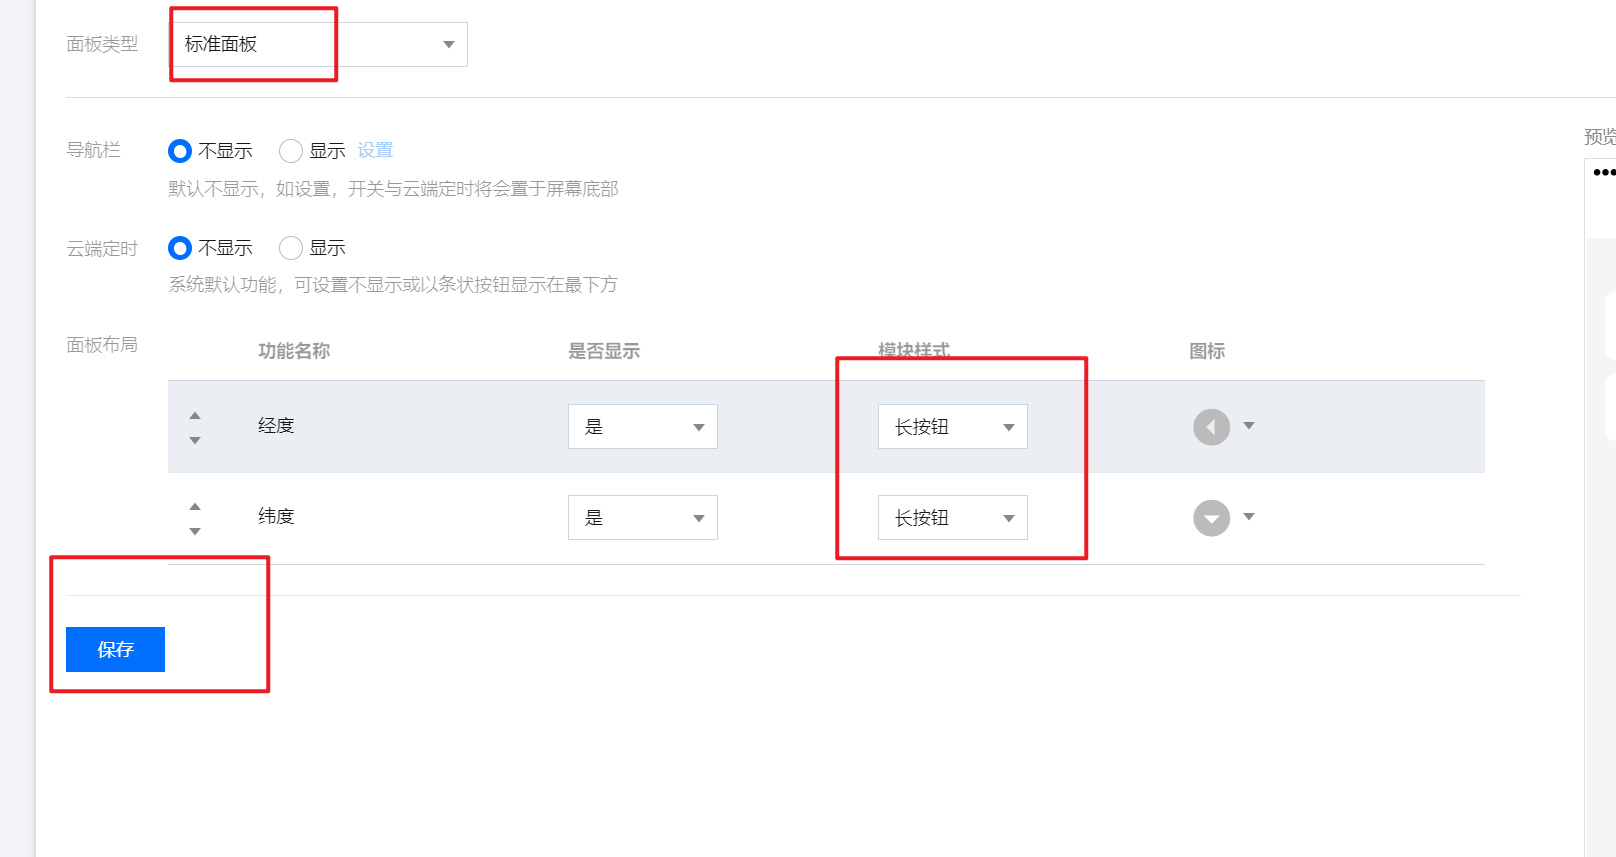 面板类型 标准面板
预览
导航栏 不显示 显示 设置
默认不显示，如设置，开关与云端定时将会置于屏幕底部
云端定时 不显示 显示
系统默认功能，可设置不显示或以条状按钮显示在最下方
面板布局 功能名称 是否显示 模块样式 图标
经度 是 长按钮
纬度 是 长按钮
保存